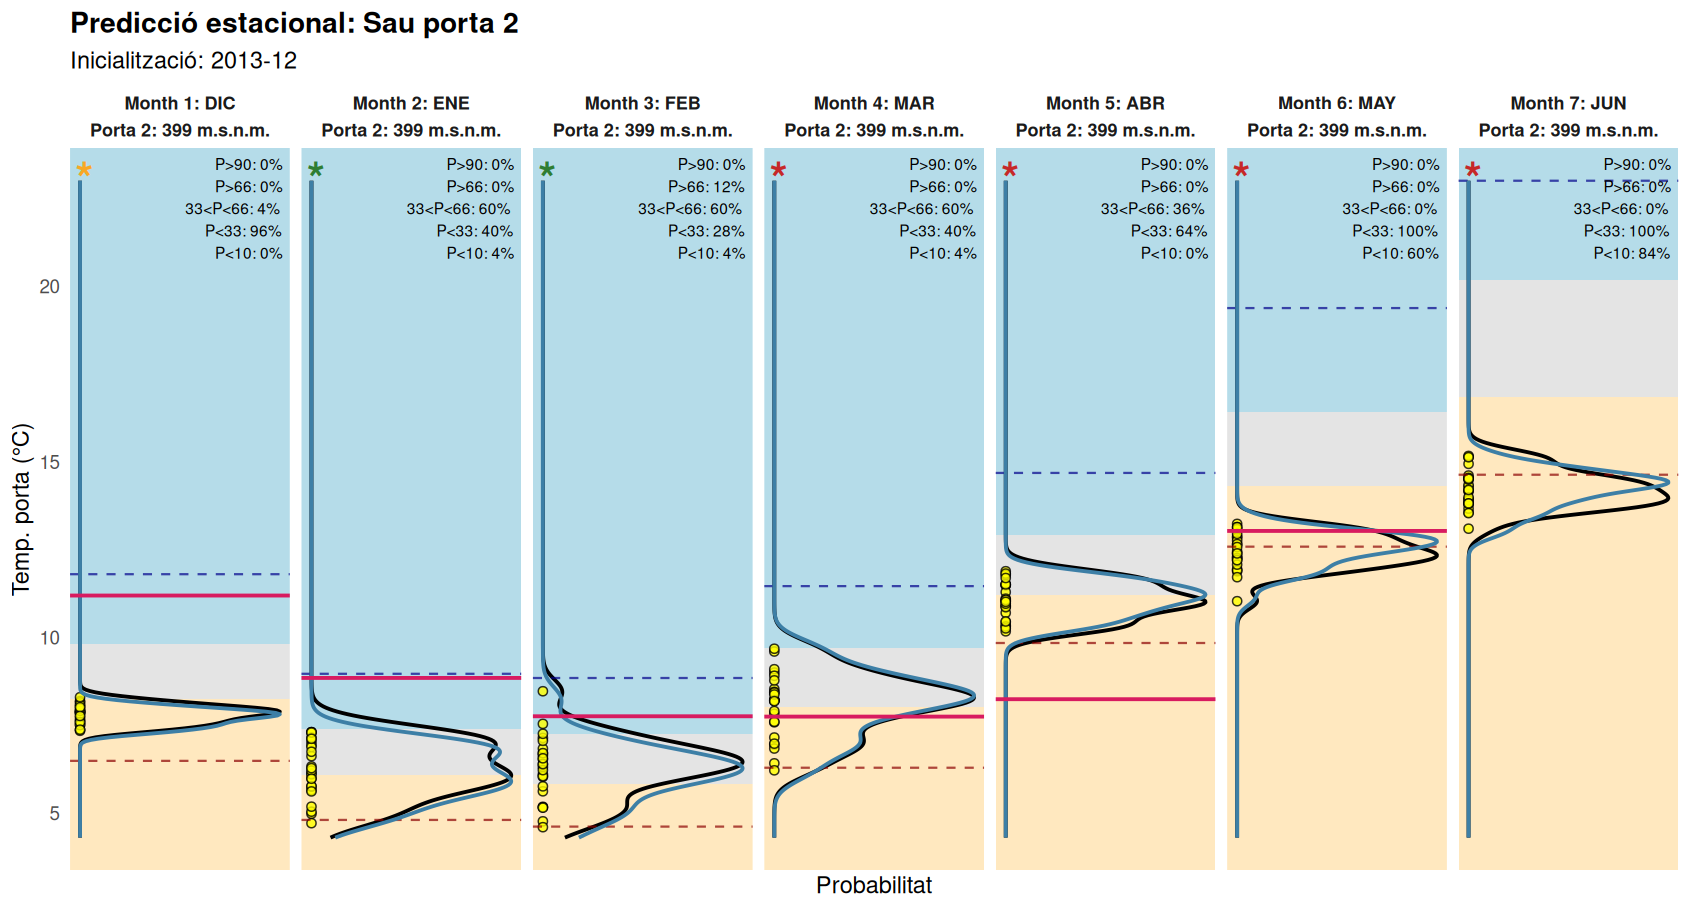 Predicció estacional: Sau porta 2
Inicialització: 2013-12
Month 1: DIC
Porta 2: 399 m.s.n.m.
Month 2: ENE
Porta 2: 399 m.s.n.m.
Month 3: FEB
Porta 2: 399 m.s.n.m.
Month 4: MAR
Porta 2: 399 m.s.n.m.
Month 5: ABR
Porta 2: 399 m.s.n.m.
Month 6: MAY
Porta 2: 399 m.s.n.m.
Month 7: JUN
Porta 2: 399 m.s.n.m.
*
P>90: 0%
P>66: 0%
33<P<66: 4%
P<33: 96%
P<10: 0%
*
P>90: 0%
P>66: 0%
33<P<66: 60%
P<33: 40%
P<10: 4%
*
P>90: 0%
P>66: 12%
33<P<66: 60%
P<33: 28%
P<10: 4%
*
P>90: 0%
P>66: 0%
33<P<66: 60%
P<33: 40%
P<10: 4%
*
P>90: 0%
P>66: 0%
33<P<66: 36%
P<33: 64%
P<10: 0%
*
P>90: 0%
P>66: 0%
33<P<66: 0%
P<33: 100%
P<10: 60%
*
P>90: 0%
P>66: 0%
33<P<66: 0%
P<33: 100%
P<10: 84%
20
15
10
5
Temp. porta (°C)
Probabilitat